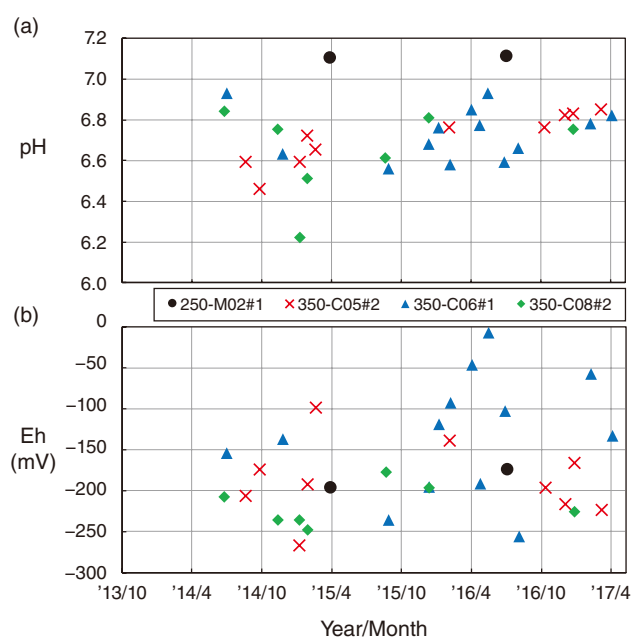 (a)
7.2
7.0
6.8
pH
6.6
6.4
6.2
6.0
250-M02#1 350-C05#2 350-C06#1 350-C08#2
(b)
0
−50
−100
Eh
(mV)
−150
−200
−250
−300
’13/10 ’14/4 ’14/10 ’15/4 ’15/10 ’16/4 ’16/10 ’17/4
Year/Month